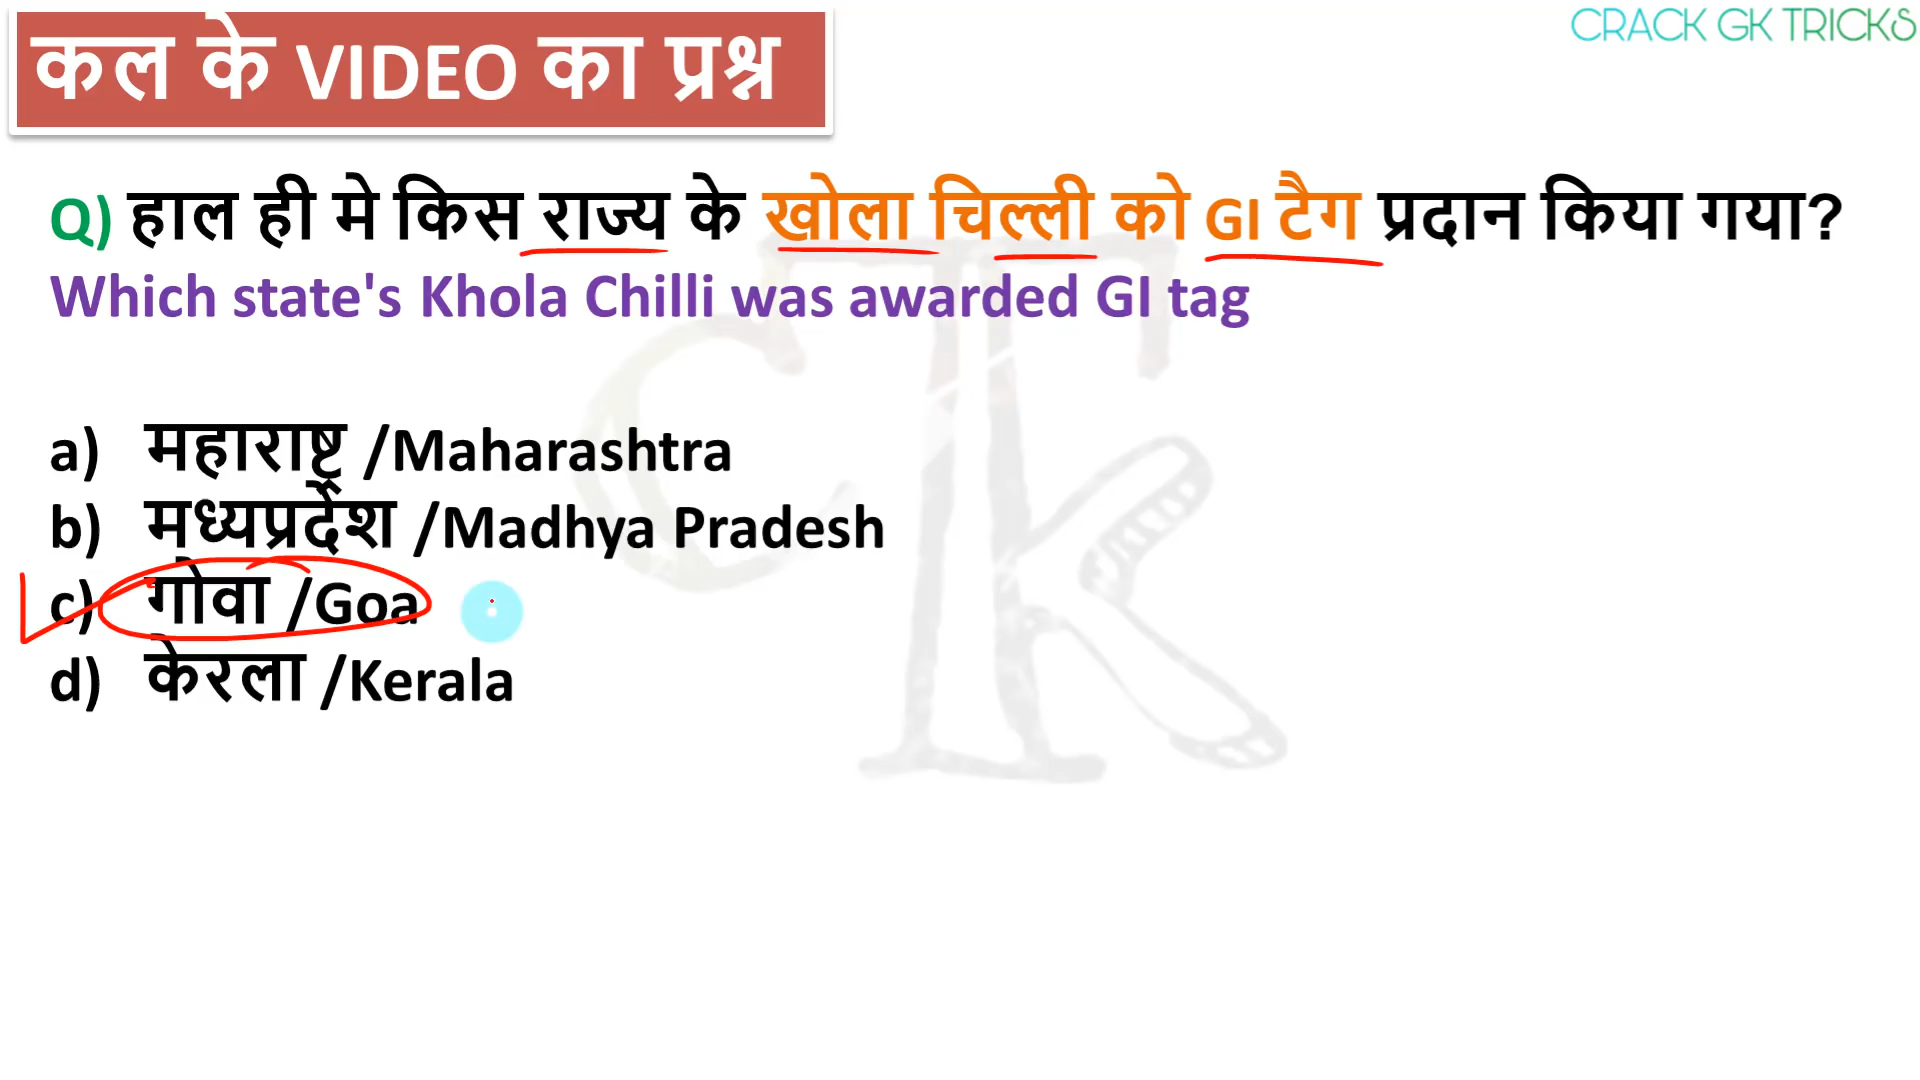 CRACK GK TRICKS
कल के VIDEO का प्रश्न
Q) हाल ही मे किस राज्य के खोला चिल्ली को GI टैग प्रदान किया गया?
Which state's Khola Chilli was awarded GI tag
a) महाराष्ट्र /Maharashtra
b) मध्यप्रदेश /Madhya Pradesh
c) गोवा /Goa
d) केरला /Kerala
CTk